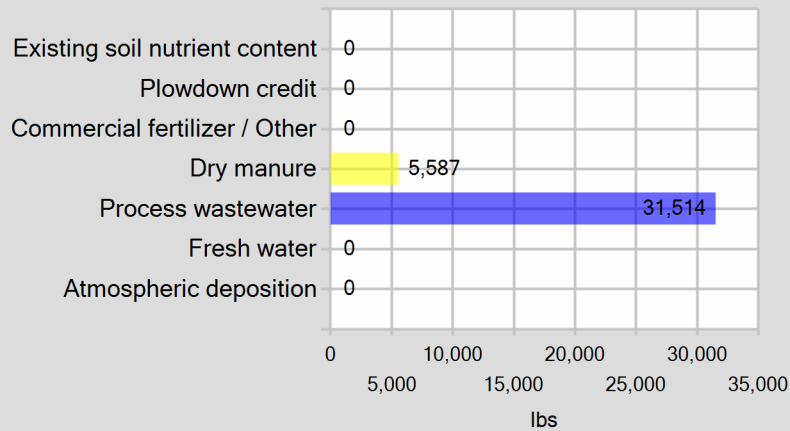 Existing soil nutrient content 0
Plowdown credit 0
Commercial fertilizer / Other 0
Dry manure 5,587
Process wastewater 31,514
Fresh water 0
Atmospheric deposition 0
0 10,000 20,000 30,000
5,000 15,000 25,000 35,000
lbs